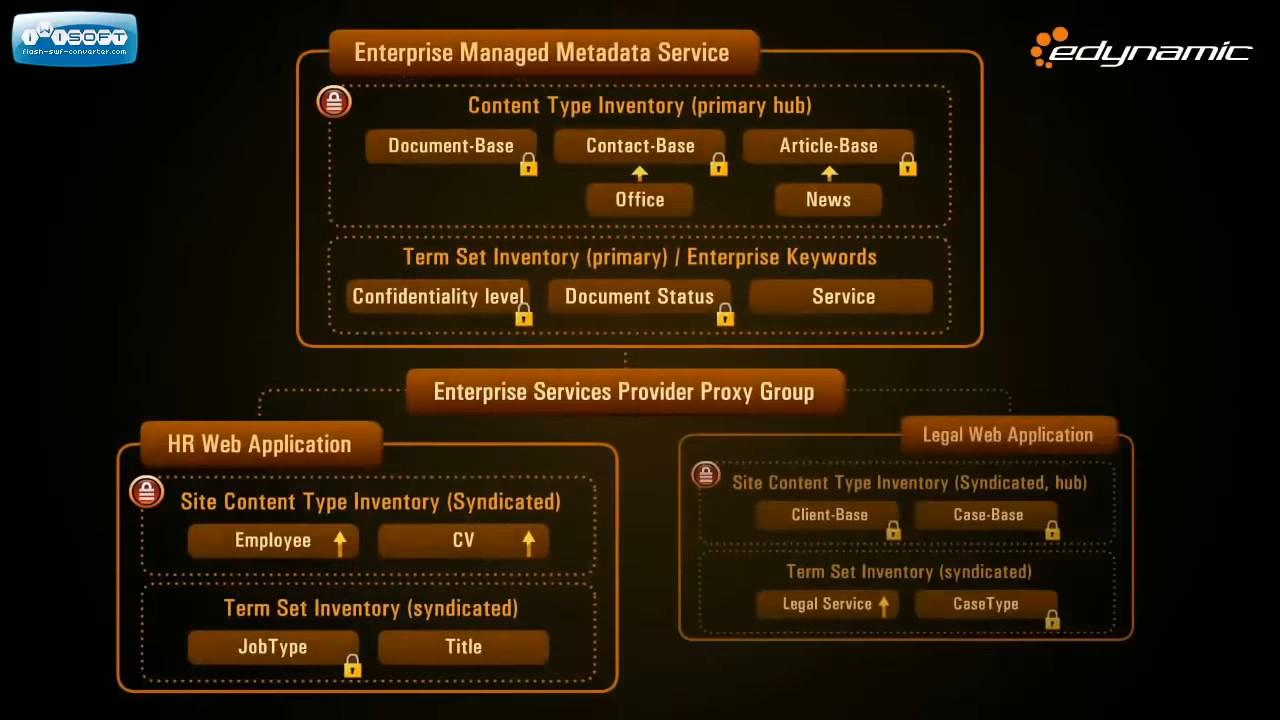 iWiSOFT
flash-swf-converter.com
edynamic
Enterprise Managed Metadata Service
Content Type Inventory (primary hub)
Document-Base
Contact-Base
Article-Base
Office
News
Term Set Inventory (primary) / Enterprise Keywords
Confidentiality level
Document Status
Service
Enterprise Services Provider Proxy Group
HR Web Application
Site Content Type Inventory (Syndicated)
Employee
CV
Term Set Inventory (syndicated)
JobType
Title
Legal Web Application
Site Content Type Inventory (Syndicated, hub)
Client-Base
Case-Base
Term Set Inventory (syndicated)
Legal Service
CaseType